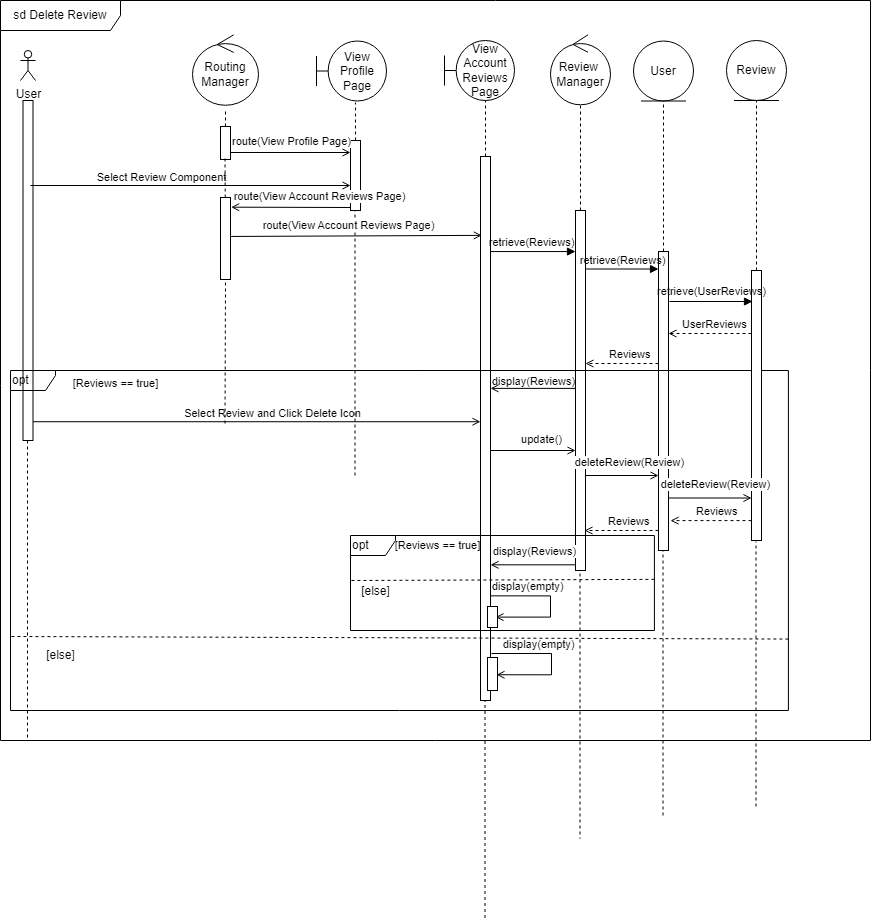 sd Delete Review
User
Routing
Manager
View
Profile
Page
View
Account
Reviews
Page
Review
Manager
User
Review
route(View Profile Page)
Select Review Component
route(View Account Reviews Page)
route(View Account Reviews Page)
retrieve(Reviews)
retrieve(Reviews)
retrieve(UserReviews)
UserReviews
Reviews
opt
[Reviews == true]
display(Reviews)
Select Review and Click Delete Icon
update()
deleteReview(Review)
deleteReview(Review)
Reviews
Reviews
opt
[Reviews == true]
display(Reviews)
[else]
display(empty)
display(empty)
[else]